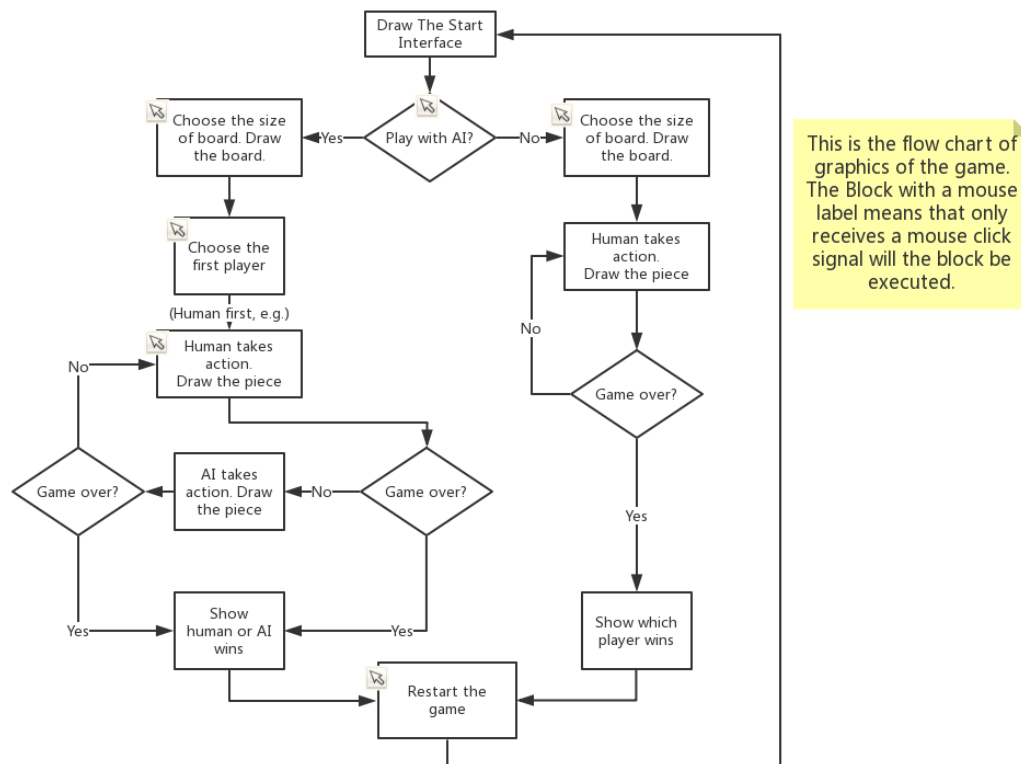 Draw The Start
Interface
Play with AI?
Yes
No
Choose the size
of board. Draw
the board.
Choose the size
of board. Draw
the board.
This is the flow chart of
graphics of the game.
The Block with a mouse
label means that only
receives a mouse click
signal will the block be
executed.
Choose the
first player
(Human first, e.g.)
Human takes
action.
Draw the piece
Human takes
action.
Draw the piece
No
No
Game over?
Game over?
AI takes
action. Draw
the piece
No
Game over?
Yes
Yes
Show
human or AI
wins
Yes
Show which
player wins
Restart the
game